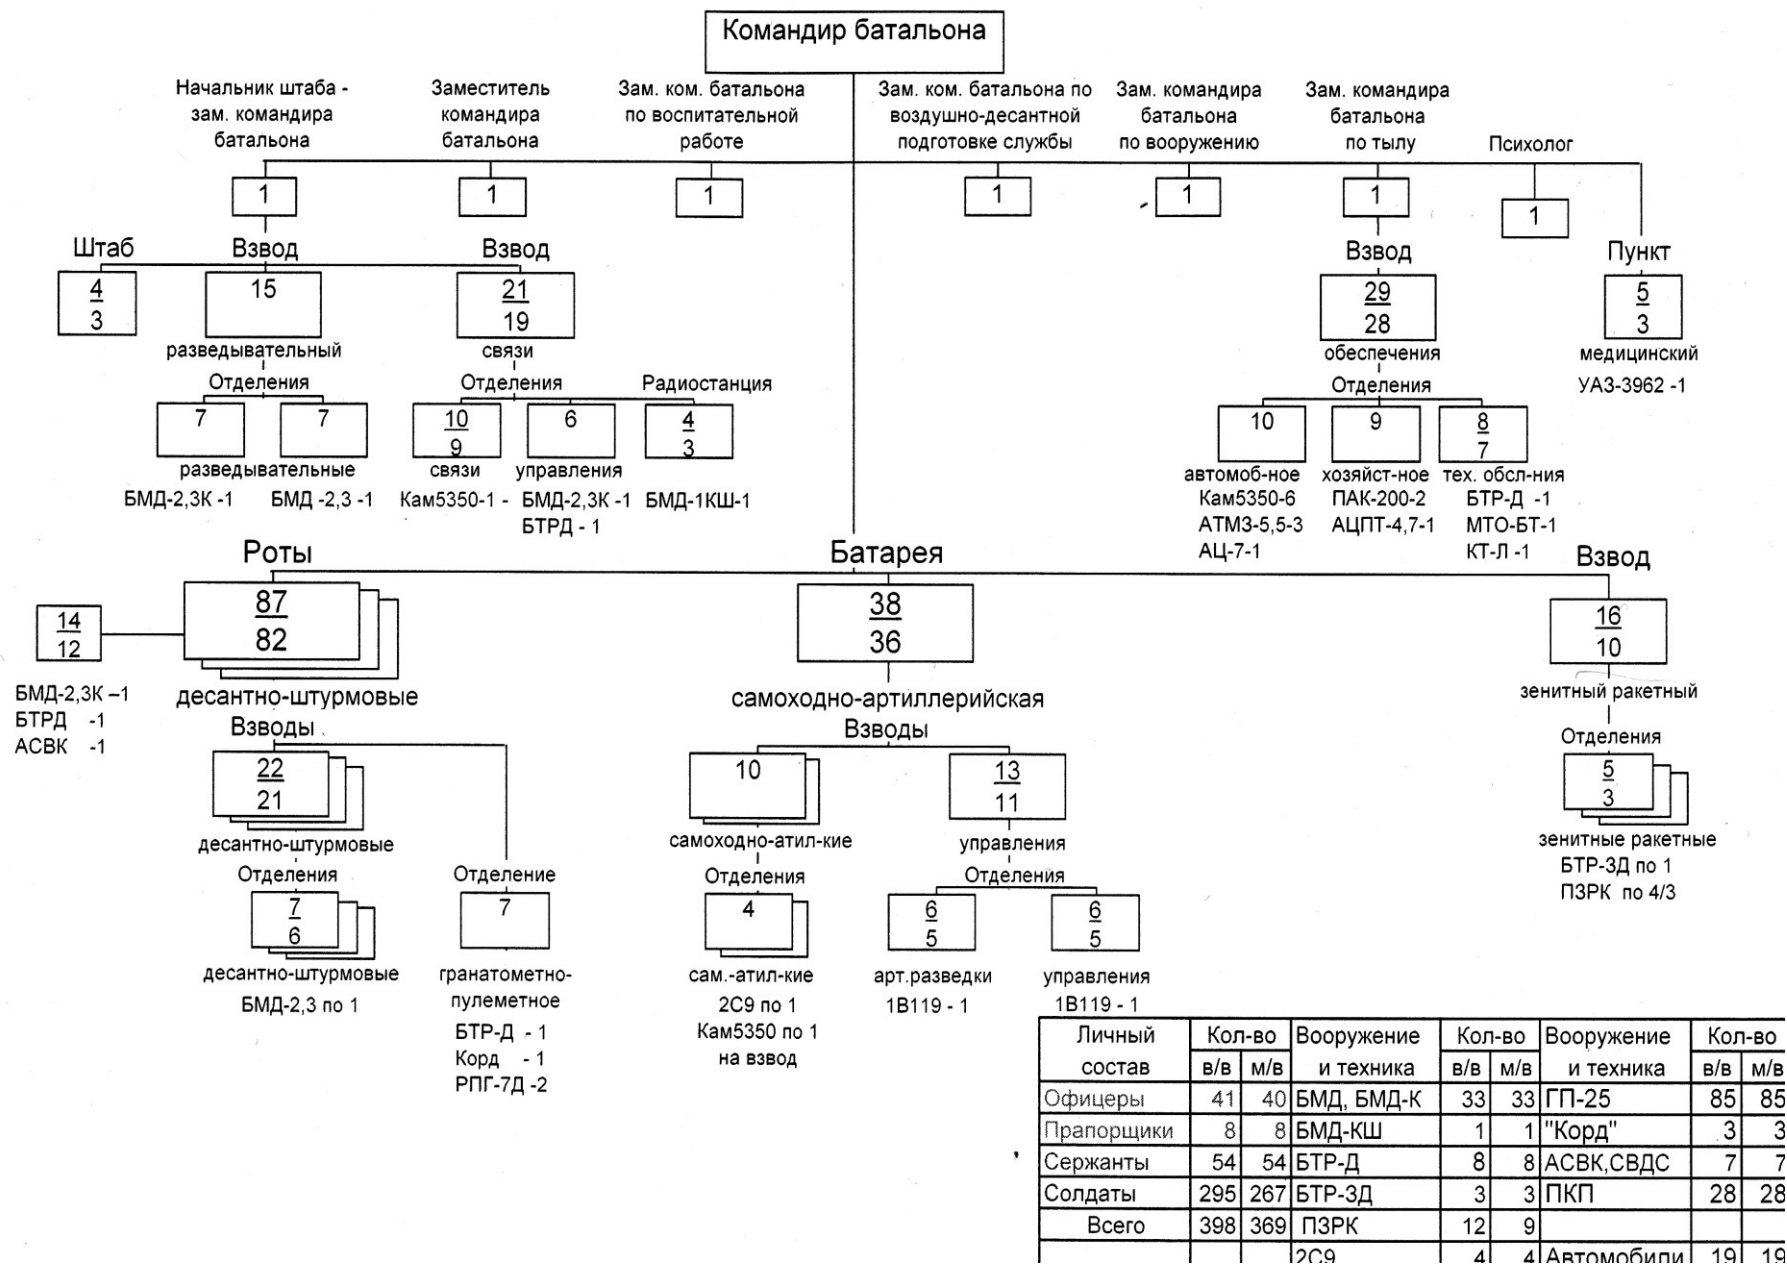 Командир батальона
Начальник штаба -
зам. командира
батальона
1
Заместитель
командира
батальона
1
Зам. ком. батальона
по воспитательной
работе
1
Зам. ком. батальона по
воздушно-десантной
подготовке службы
1
Зам. командира
батальона
по вооружению
1
Зам. командира
батальона
по тылу
1
Психолог
1
Штаб
4
3
Взвод
15
разведывательный
Отделения
7 7
разведывательные
БМД-2,3К -1 БМД -2,3 -1
Взвод
21
19
связи
Отделения Радиостанция
10
9
связи
Кам5350-1 -
6
управления
БМД-2,3К -1
БТРД - 1
4
3
БМД-1КШ-1
Взвод
29
28
обеспечения
Отделения
10
автомоб-ное
Кам5350-6
АТМЗ-5,5-3
АЦ-7-1
9
хозяйст-ное
ПАК-200-2
АЦПТ-4,7-1
8
7
тех. обсл-ния
БТР-Д -1
МТО-БТ-1
КТ-Л -1
Пункт
5
3
медицинский
УАЗ-3962 -1
Роты
87
82
десантно-штурмовые
14
12
БМД-2,3К –1
БТРД -1
АСВК -1
Взводы
22
21
десантно-штурмовые
Отделения
7
6
десантно-штурмовые
БМД-2,3 по 1
Отделение
7
гранатометно-
пулеметное
БТР-Д - 1
Корд - 1
РПГ-7Д -2
Батарея
38
36
самоходно-артиллерийская
Взводы
10
самоходно-атил-кие
Отделения
4
сам.-атил-кие
2С9 по 1
Кам5350 по 1
на взвод
13
11
управления
Отделения
6
5
арт.разведки
1В119 - 1
6
5
управления
1В119 - 1
Взвод
16
10
зенитный ракетный
Отделения
5
3
зенитные ракетные
БТР-ЗД по 1
ПЗРК по 4/3
Личный Кол-во Вооружение Кол-во Вооружение Кол-во
состав в/в м/в и техника в/в м/в и техника в/в м/в
Офицеры 41 40 БМД, БМД-К 33 33 ГП-25 85 85
Прапорщики 8 8 БМД-КШ 1 1 "Корд" 3 3
Сержанты 54 54 БТР-Д 8 8 АСВК,СВДС 7 7
Солдаты 295 267 БТР-ЗД 3 3 ПКП 28 28
Всего 398 369 ПЗРК 12 9
2С9 4 4 Автомобили 19 19